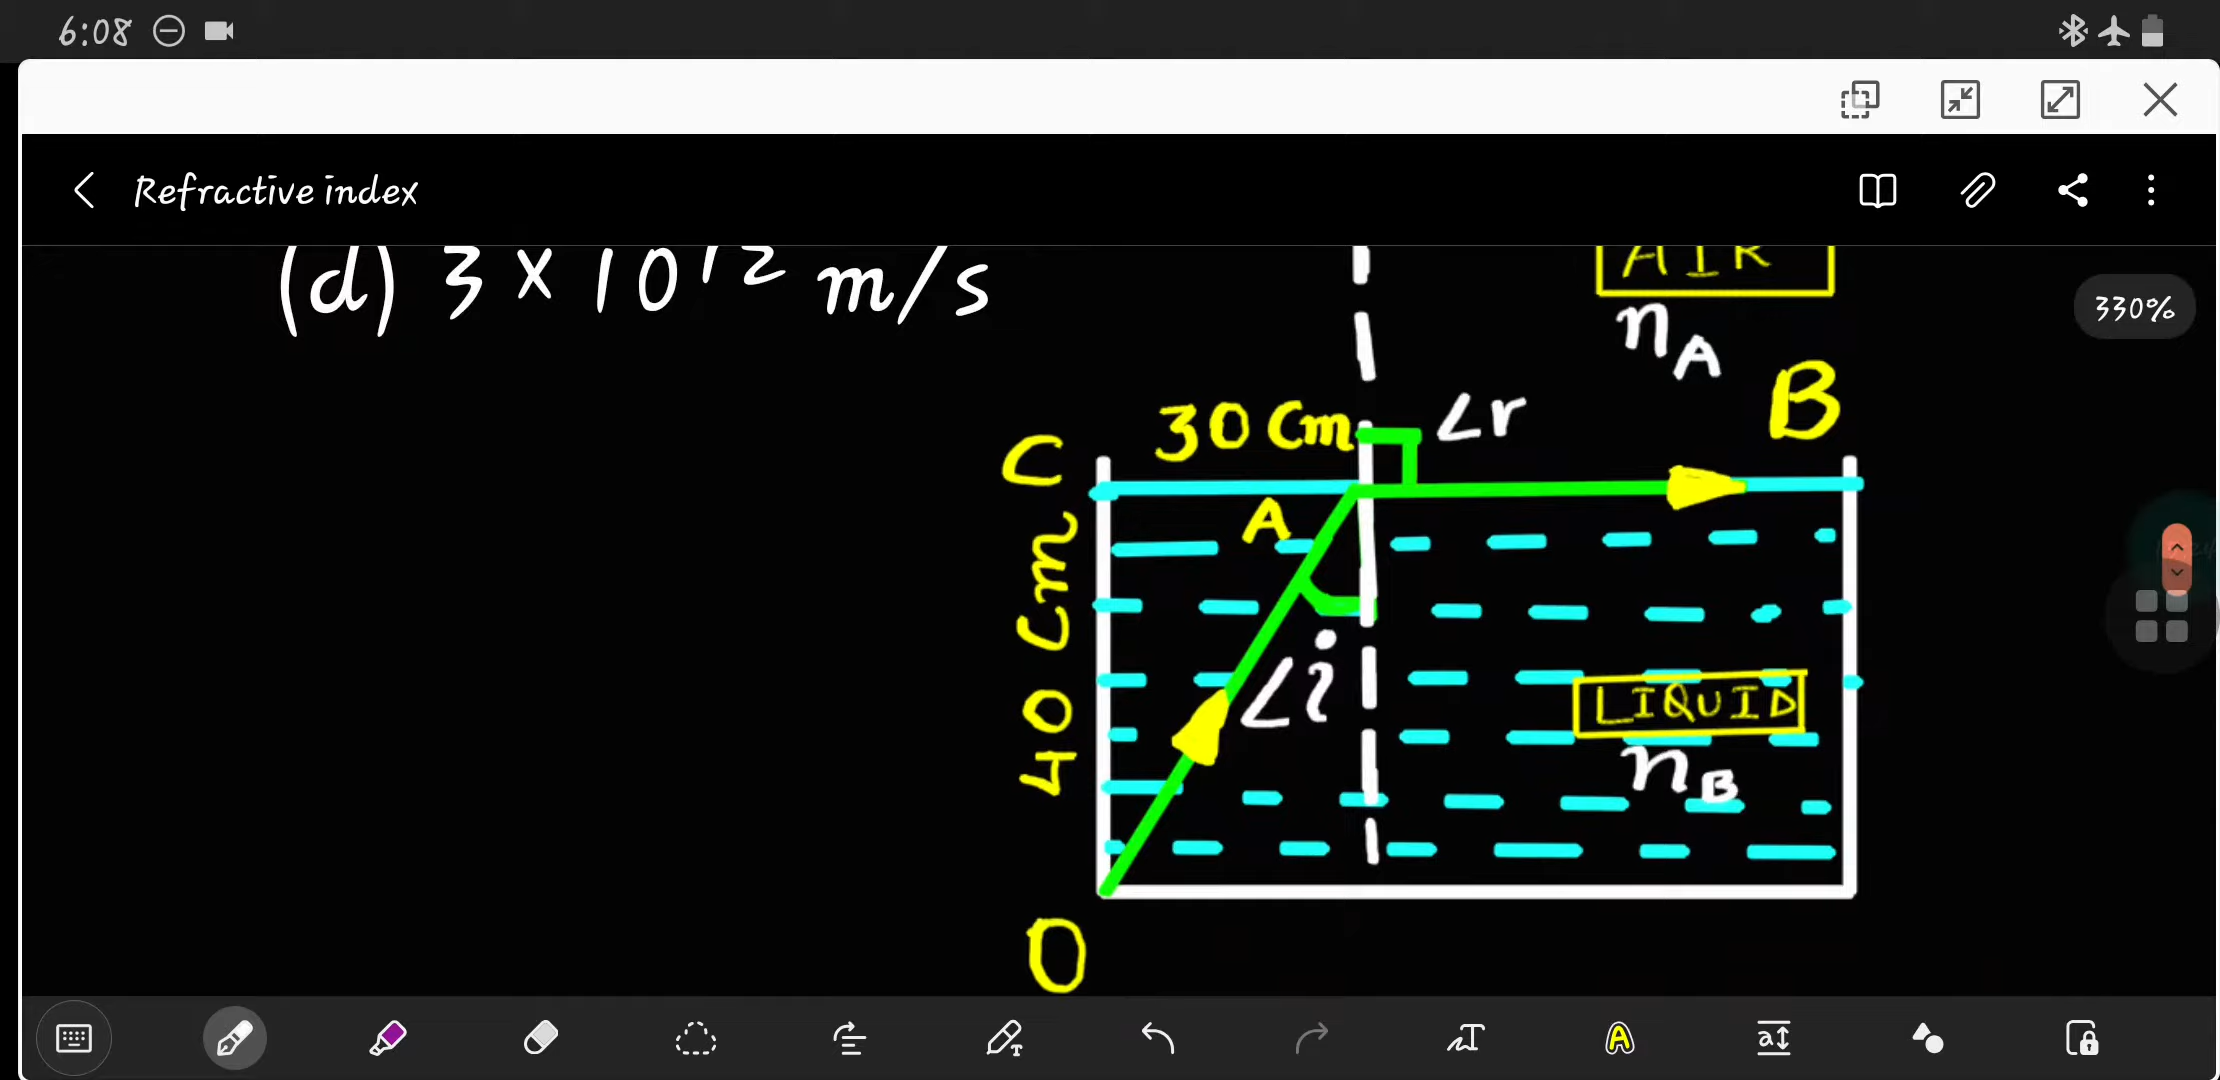 6:08
Refractive index
330%
(d) 3 × 10¹² m/s
AIR
nA
B
30 Cm
∠r
C
A
40 Cm
∠i
LIQUID
nB
O